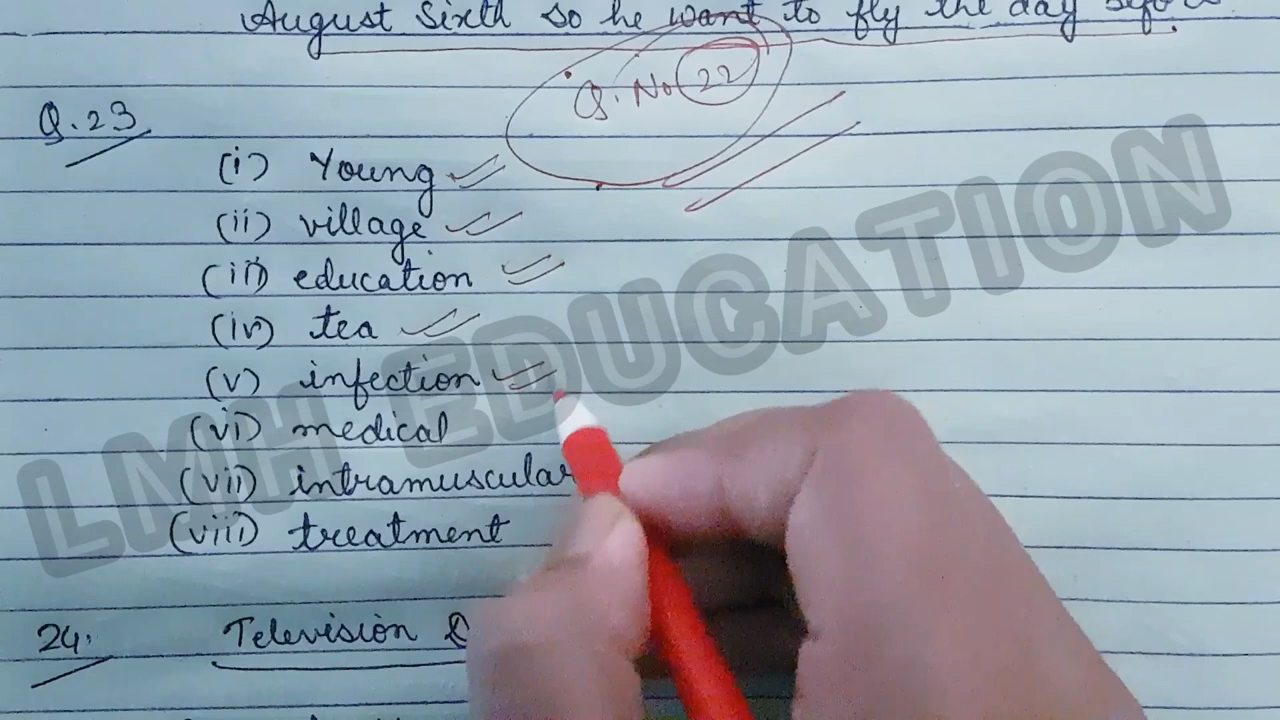 August Sixth so he want to fly the day before.
Q. No 22
Q.23
(i) Young
(ii) village
(iii) education
(iv) tea
(v) infection
(vi) medical
(vii) intramuscular
(viii) treatment
24. Television
LMH EDUCATION